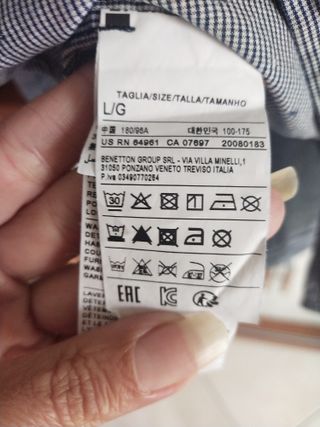 TAGLIA/SIZE/TALLA/TAMANHO
L/G
中国 180/96A 대한민국 100-175
US RN 64961 CA 07697 20080183
BENETTON GROUP SRL - VIA VILLA MINELLI,1
31050 PONZANO VENETO TREVISO ITALIA
P.Iva 03490770264
30
EAC